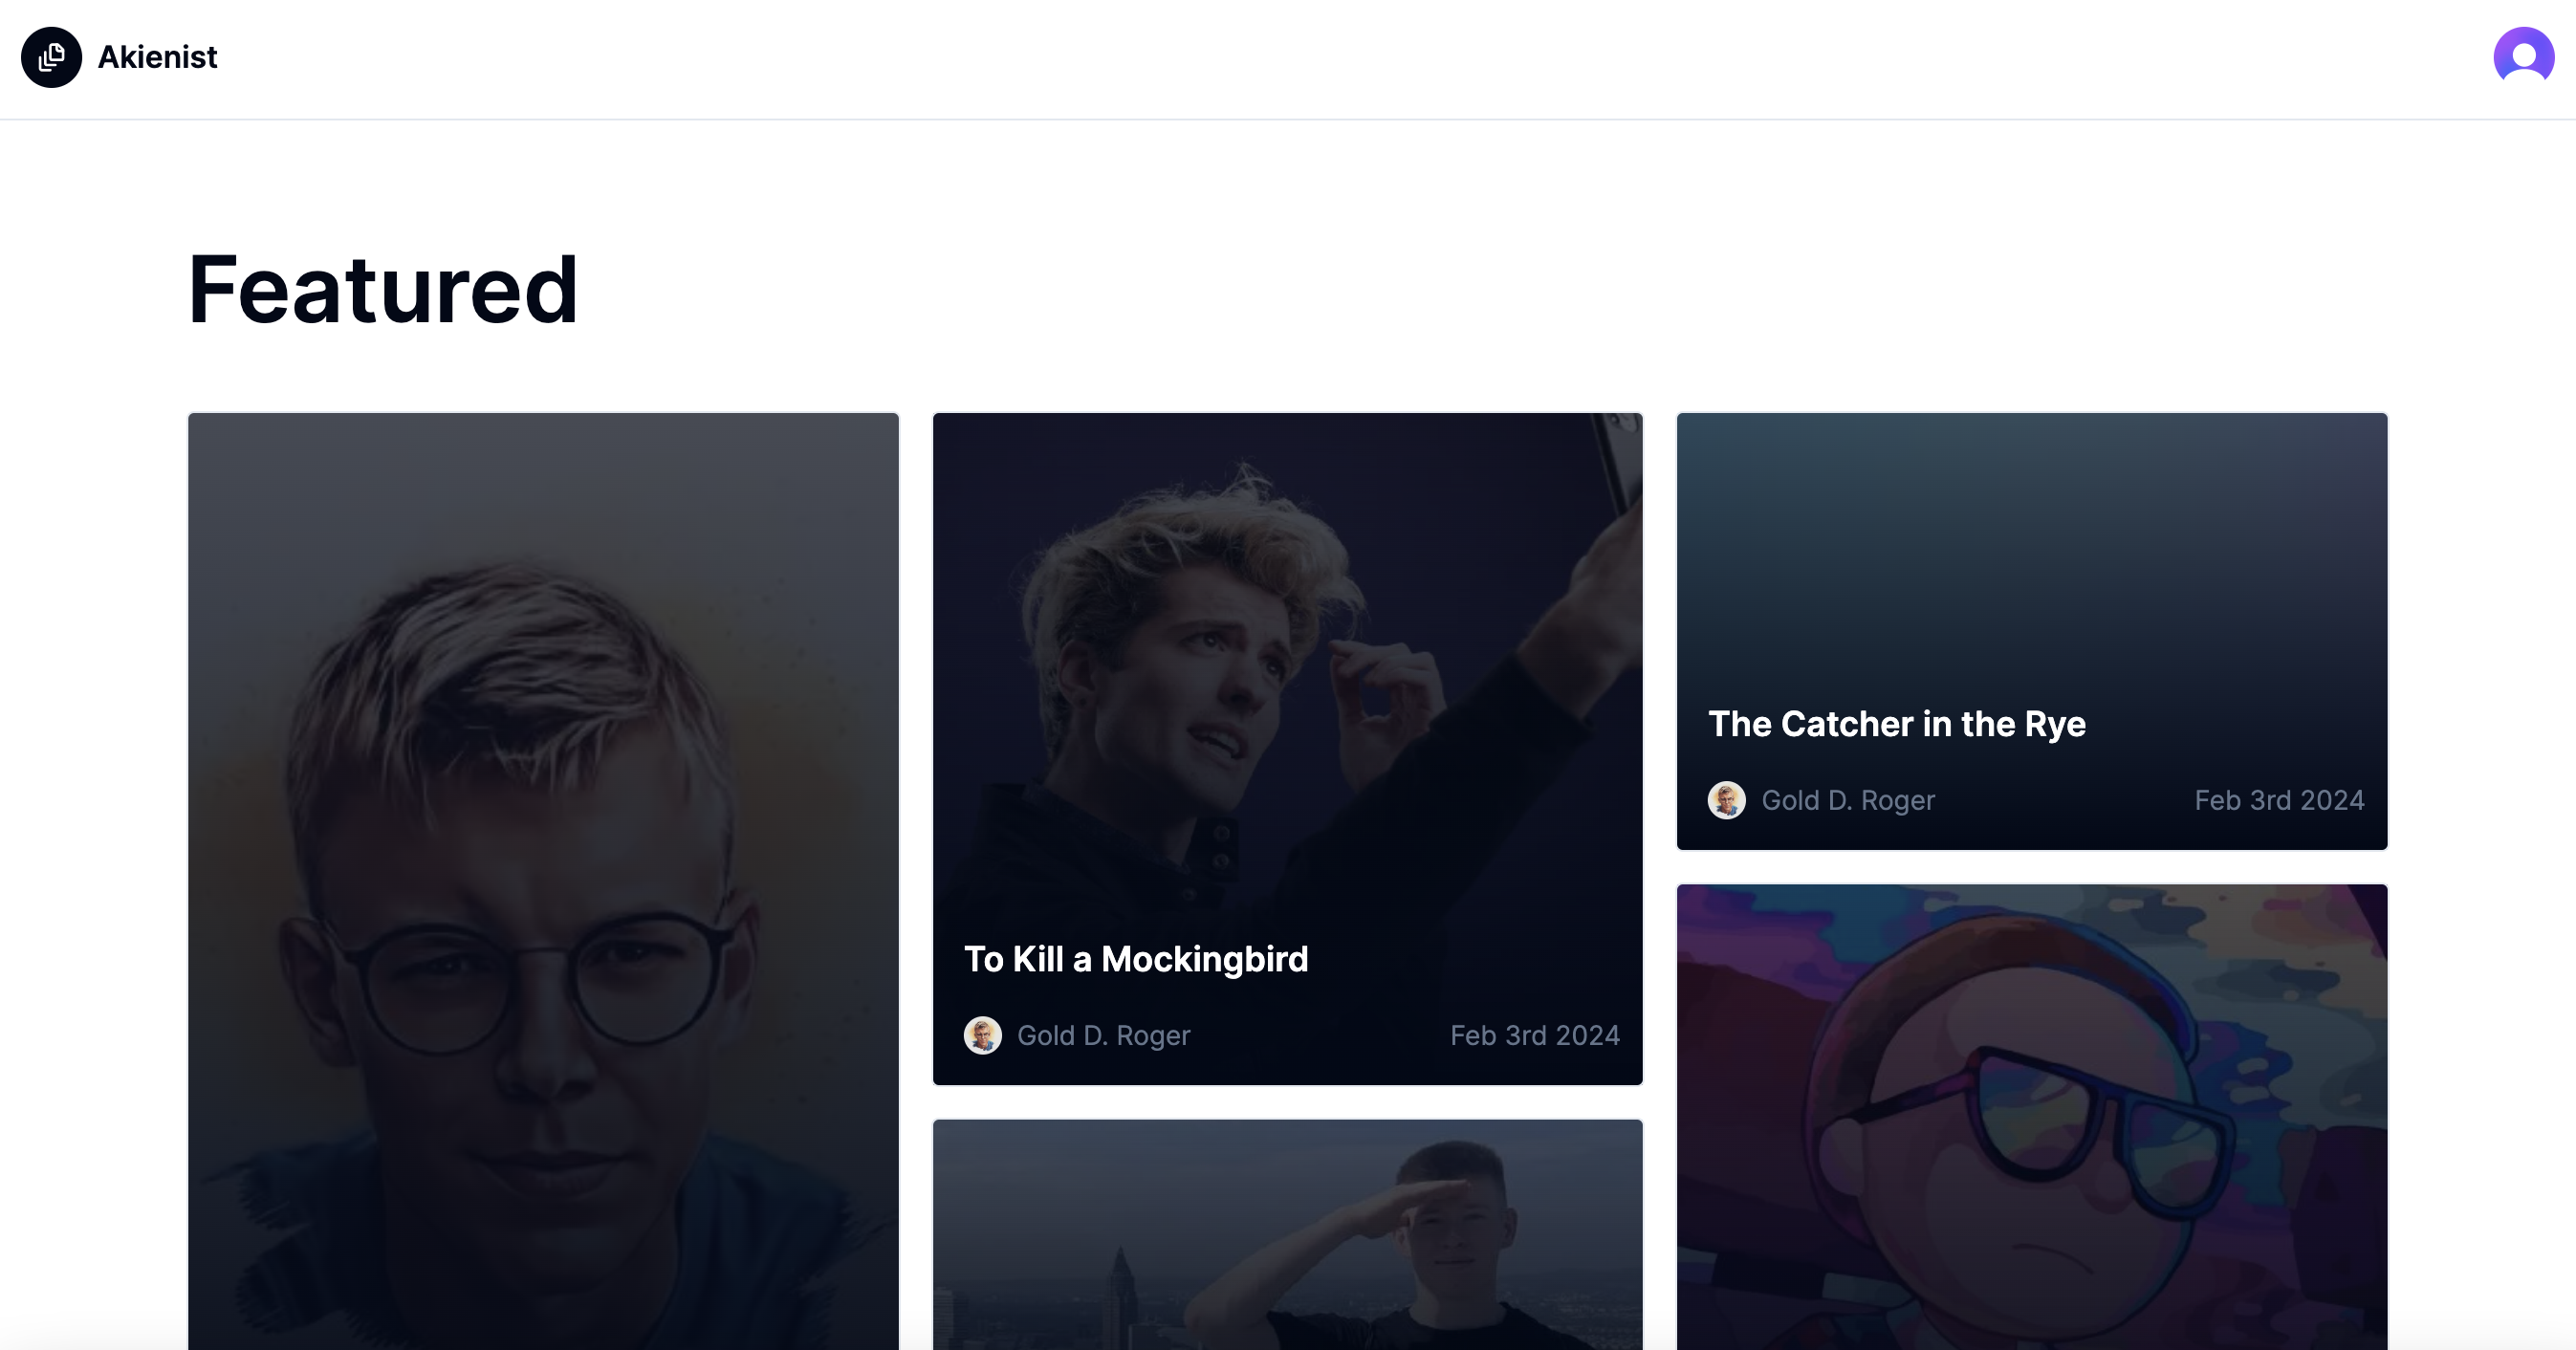 Akienist
Featured
To Kill a Mockingbird
Gold D. Roger
Feb 3rd 2024
The Catcher in the Rye
Gold D. Roger
Feb 3rd 2024